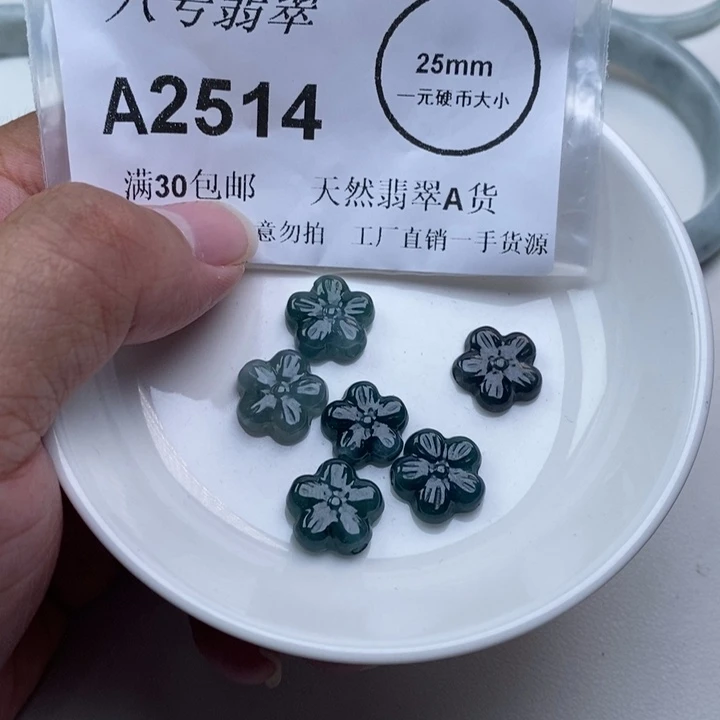 八号翡翠
25mm
一元硬币大小
A2514
满30包邮 天然翡翠A货
意勿拍 工厂直销一手货源